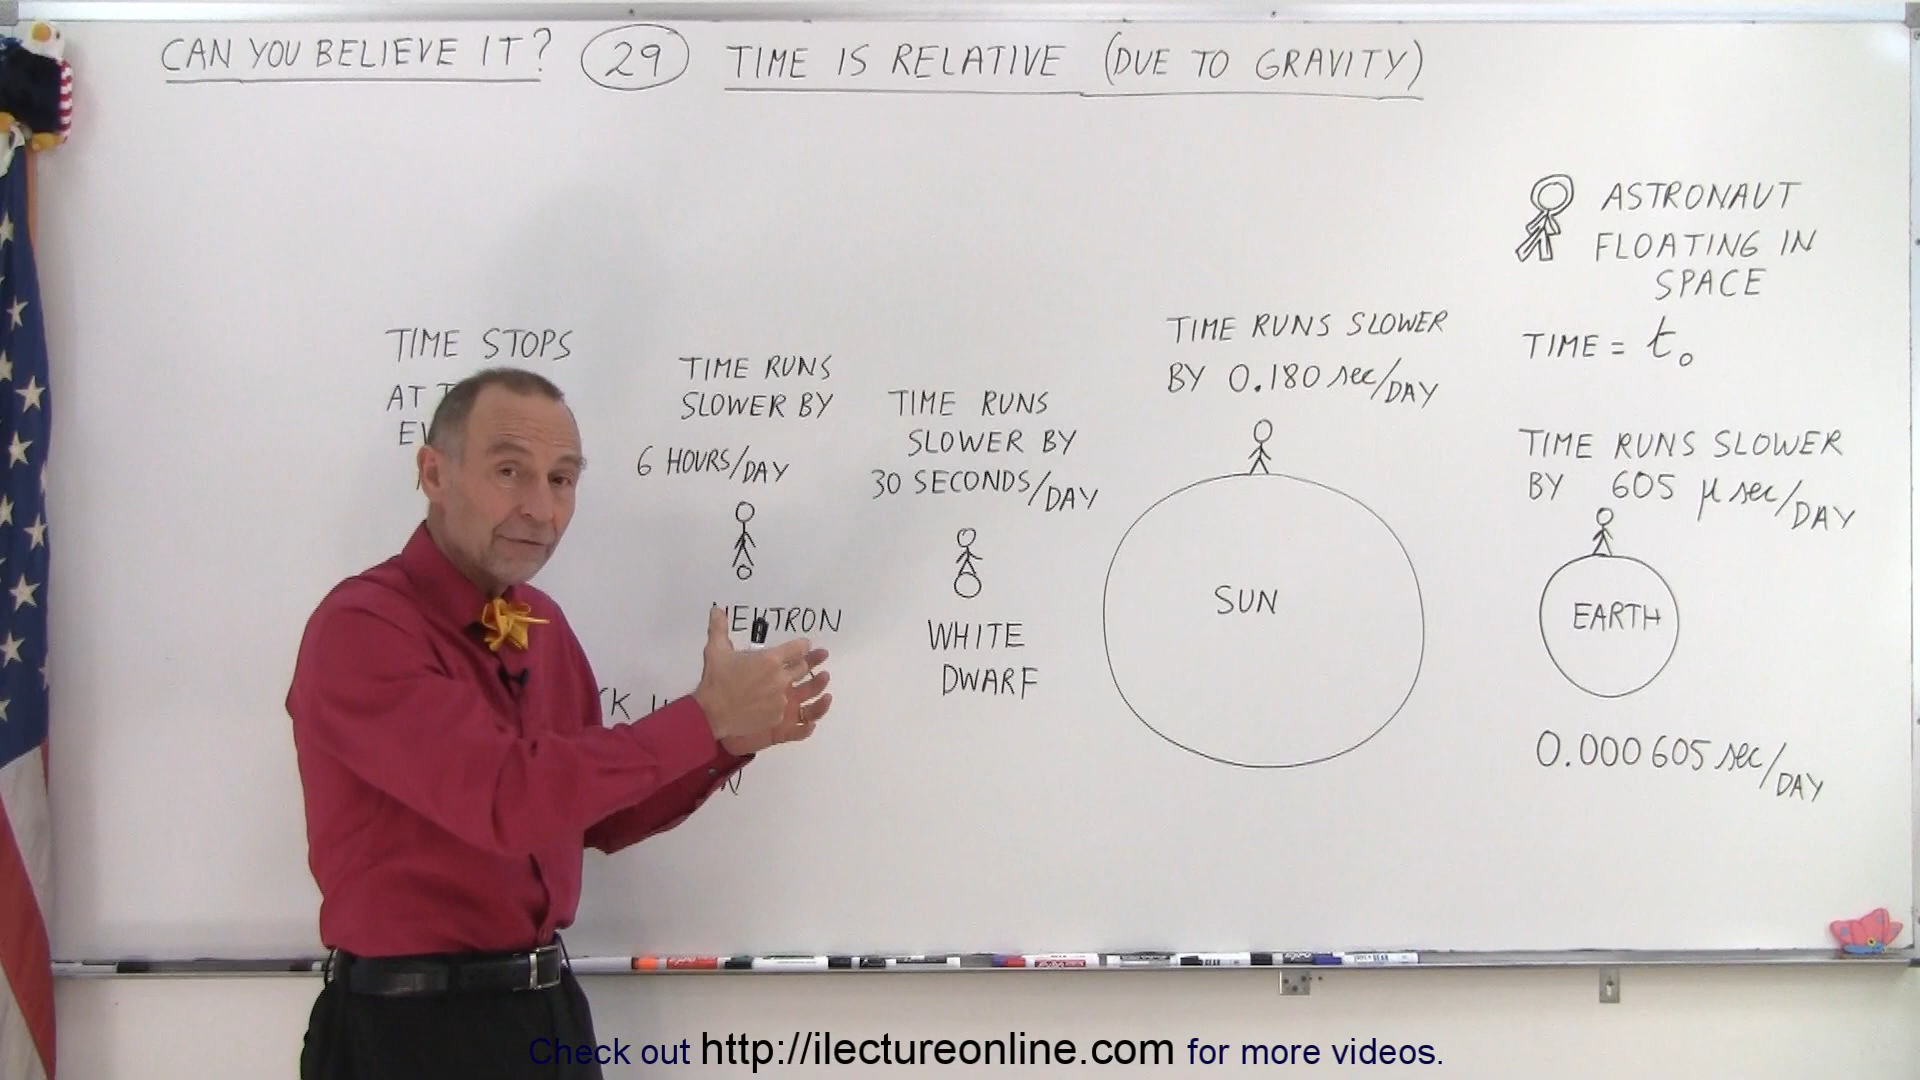 CAN YOU BELIEVE IT? 29 TIME IS RELATIVE (DUE TO GRAVITY)
ASTRONAUT
FLOATING IN
SPACE
TIME = t₀
TIME STOPS
AT
TIME RUNS
SLOWER BY
6 HOURS/DAY
NEUTRON
TIME RUNS
SLOWER BY
30 SECONDS/DAY
WHITE
DWARF
TIME RUNS SLOWER
BY 0.180 sec/DAY
SUN
TIME RUNS SLOWER
BY 605 μsec/DAY
EARTH
0.000605 sec/DAY
Check out http://ilectureonline.com for more videos.